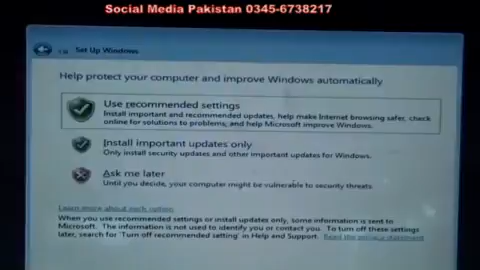 Social Media Pakistan 0345-6738217
Set Up Windows
Help protect your computer and improve Windows automatically
Use recommended settings
Install important and recommended updates, help make Internet browsing safer, check
online for solutions to problems, and help Microsoft improve Windows.
Install important updates only
Only install security updates and other important updates for Windows.
Ask me later
Until you decide, your computer might be vulnerable to security threats.
Learn more about each option
When you use recommended settings or install updates only, some information is sent to
Microsoft. The information is not used to identify you or contact you. To turn off these settings
later, search for 'Turn off recommended setting' in Help and Support. Read the privacy statement